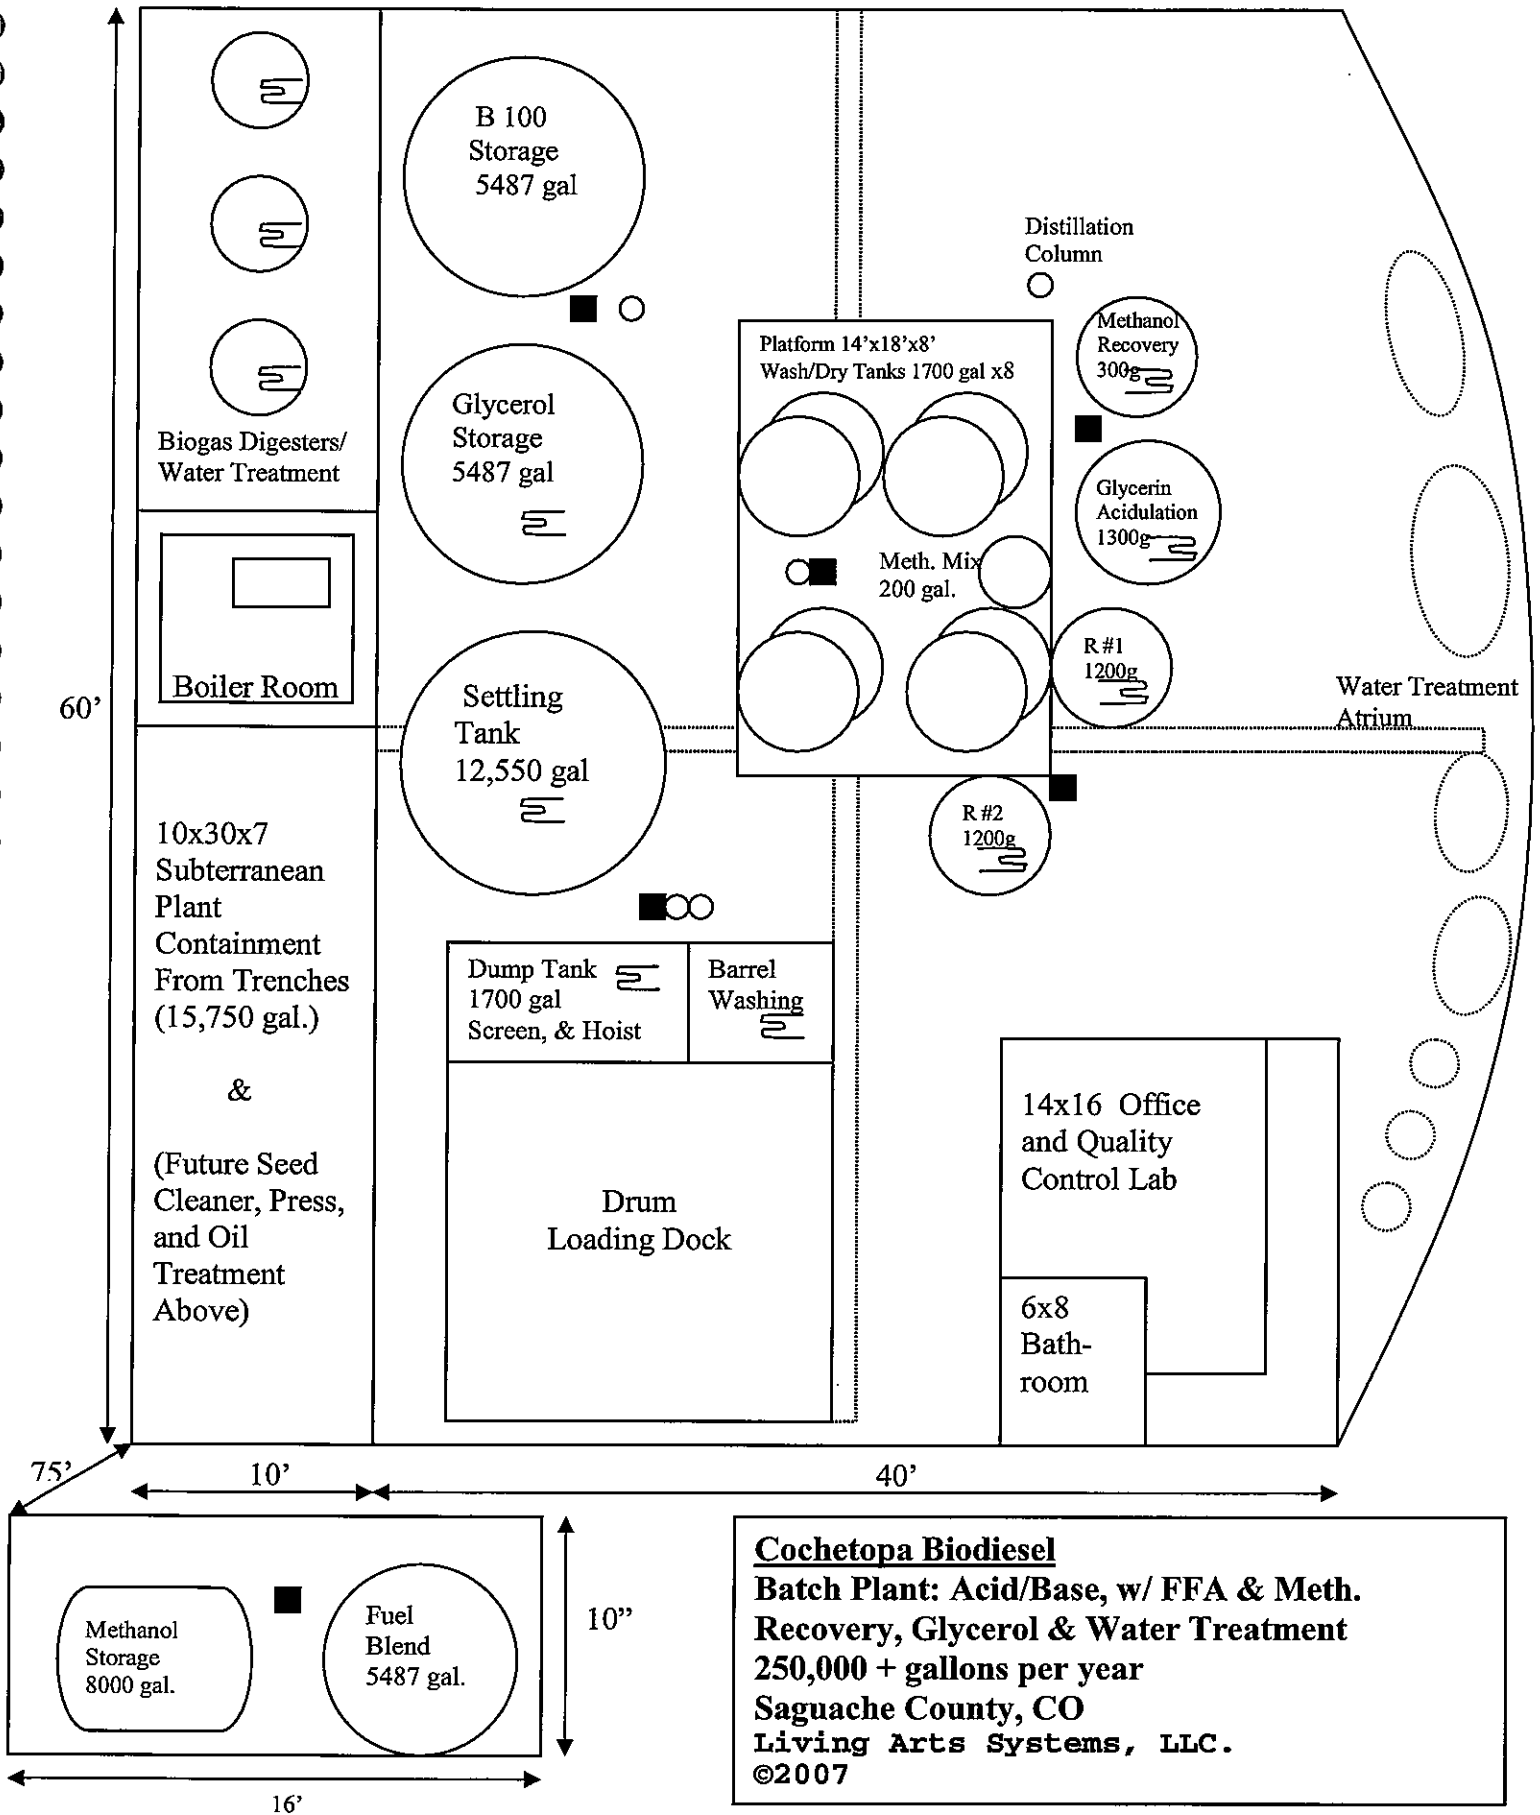 B 100
Storage
5487 gal
Distillation
Column
Methanol
Recovery
300g
Platform 14’x18’x8’
Wash/Dry Tanks 1700 gal x8
Glycerol
Storage
5487 gal
Biogas Digesters/
Water Treatment
Glycerin
Acidulation
1300g
Meth. Mix
200 gal.
Boiler Room
R #1
1200g
Settling
Tank
12,550 gal
60’
Water Treatment
Atrium
R #2
1200g
10x30x7
Subterranean
Plant
Containment
From Trenches
(15,750 gal.)
&
(Future Seed
Cleaner, Press,
and Oil
Treatment
Above)
Dump Tank
1700 gal
Screen, & Hoist
Barrel
Washing
Drum
Loading Dock
14x16 Office
and Quality
Control Lab
6x8
Bath-
room
75’
10’
40’
Methanol
Storage
8000 gal.
Fuel
Blend
5487 gal.
10”
16’
Cochetopa Biodiesel
Batch Plant: Acid/Base, w/ FFA & Meth.
Recovery, Glycerol & Water Treatment
250,000 + gallons per year
Saguache County, CO
Living Arts Systems, LLC.
©2007